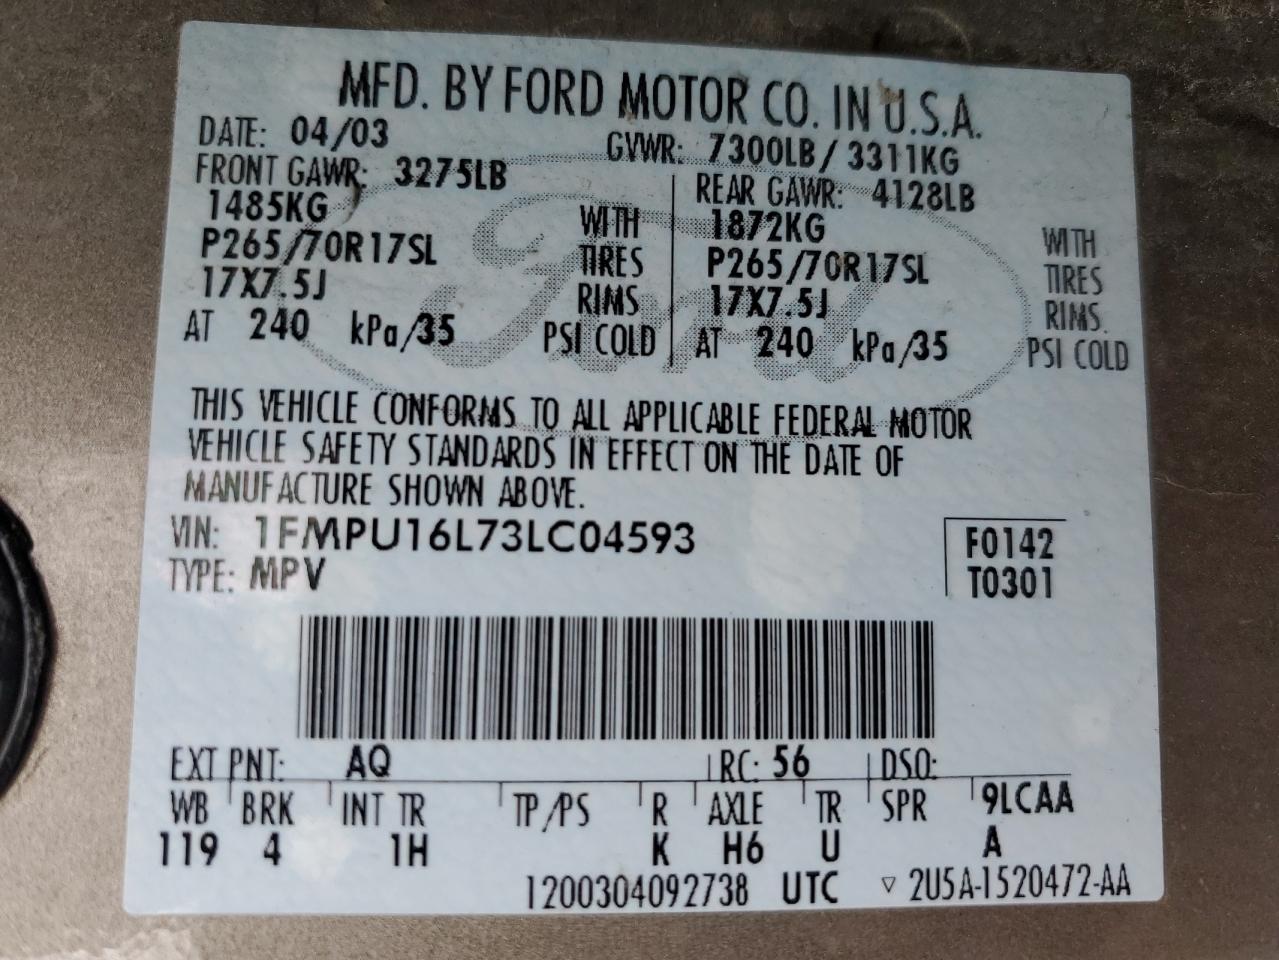 MFD. BY FORD MOTOR CO. IN U.S.A.
DATE: 04/03 GVWR: 7300LB / 3311KG
FRONT GAWR: 3275LB REAR GAWR: 4128LB
1485KG WITH 1872KG WITH
P265/70R17SL TIRES P265/70R17SL TIRES
17X7.5J RIMS 17X7.5J RIMS
AT 240 kPa/35 PSI COLD AT 240 kPa/35 PSI COLD
Ford
THIS VEHICLE CONFORMS TO ALL APPLICABLE FEDERAL MOTOR
VEHICLE SAFETY STANDARDS IN EFFECT ON THE DATE OF
MANUFACTURE SHOWN ABOVE.
VIN: 1FMPU16L73LC04593 F0142
TYPE: MPV T0301
EXT PNT: AQ RC: 56 DSO:
WB BRK INT TR TP/PS R AXLE TR SPR 9LCAA
119 4 1H K H6 U A
1200304092738 UTC ▽ 2U5A-1520472-AA